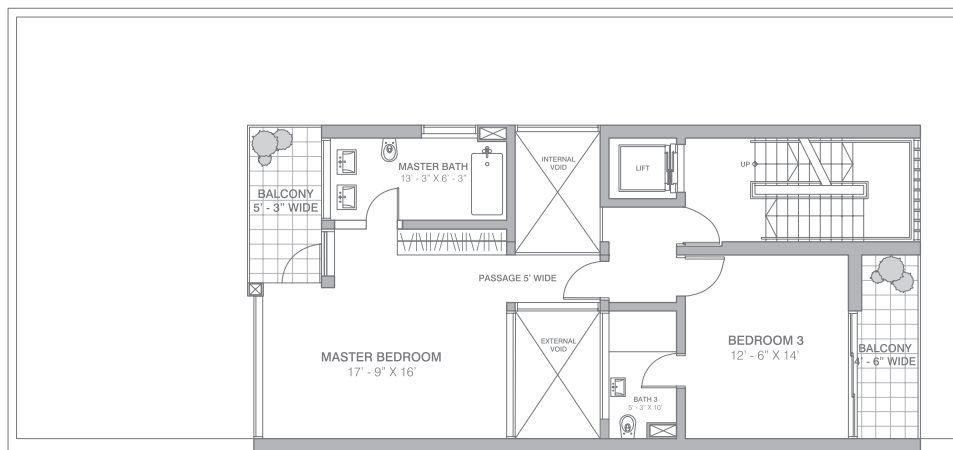 BALCONY
5' - 3" WIDE
MASTER BATH
13' - 3" X 6' - 3"
INTERNAL
VOID
LIFT
UP
PASSAGE 5' WIDE
MASTER BEDROOM
17' - 9" X 16'
EXTERNAL
VOID
BATH 3
5' - 3" X 10'
BEDROOM 3
12' - 6" X 14'
BALCONY
4' - 6" WIDE